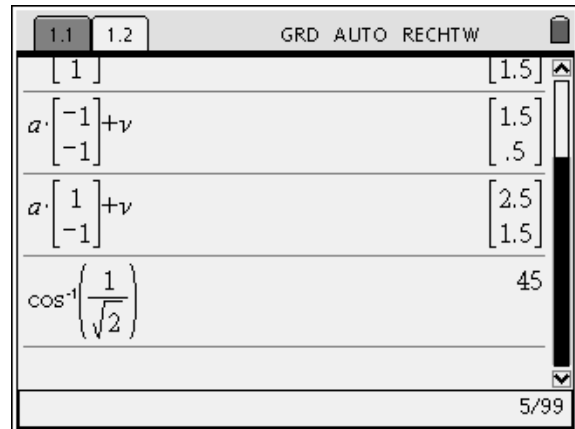 1.1 1.2 GRD AUTO RECHTW
[ 1 ] [1.5]
a·[-1 -1]+v [1.5 .5]
a·[1 -1]+v [2.5 1.5]
cos⁻¹(1/√2) 45
5/99